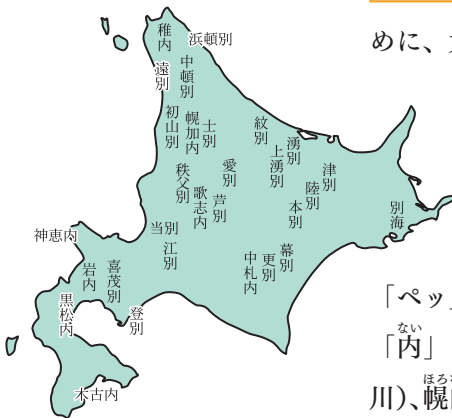 稚内
浜頓別
中頓別
遠別
初山別
幌加内
士別
紋別
湧別
上湧別
津別
陸別
愛別
秩父別
歌志内
芦別
本別
別海
当別
江別
幕別
更別
中札内
神恵内
岩内
喜茂別
登別
黒松内
木古内
めに、
「ペッ」
ない
「内」
川)、幌
ほろ